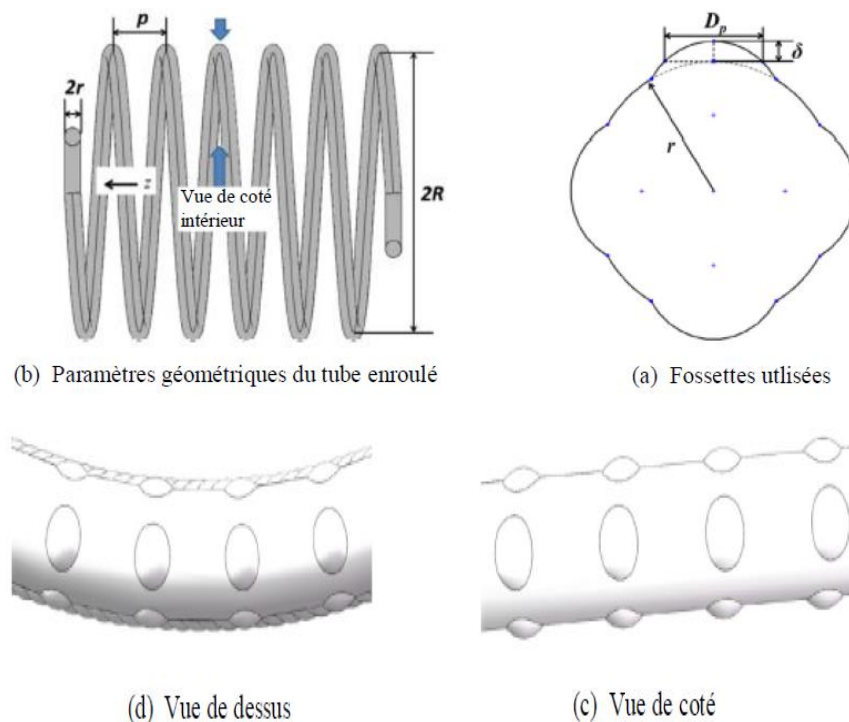 p
2r
z
Vue de coté
intérieur
2R
(b) Paramètres géométriques du tube enroulé
Dp
δ
r
(a) Fossettes utlisées
(d) Vue de dessus
(c) Vue de coté